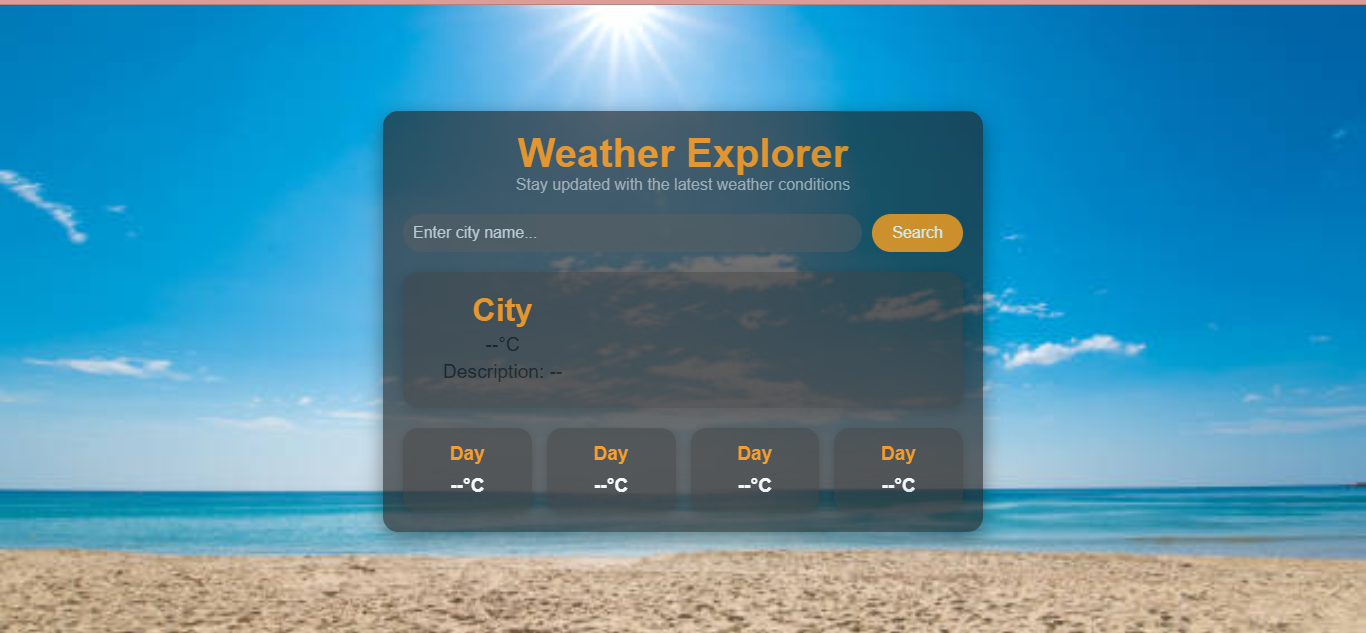 Weather Explorer
Stay updated with the latest weather conditions
Enter city name...
Search
City
--°C
Description: --
Day
Day
Day
Day
--°C
--°C
--°C
--°C